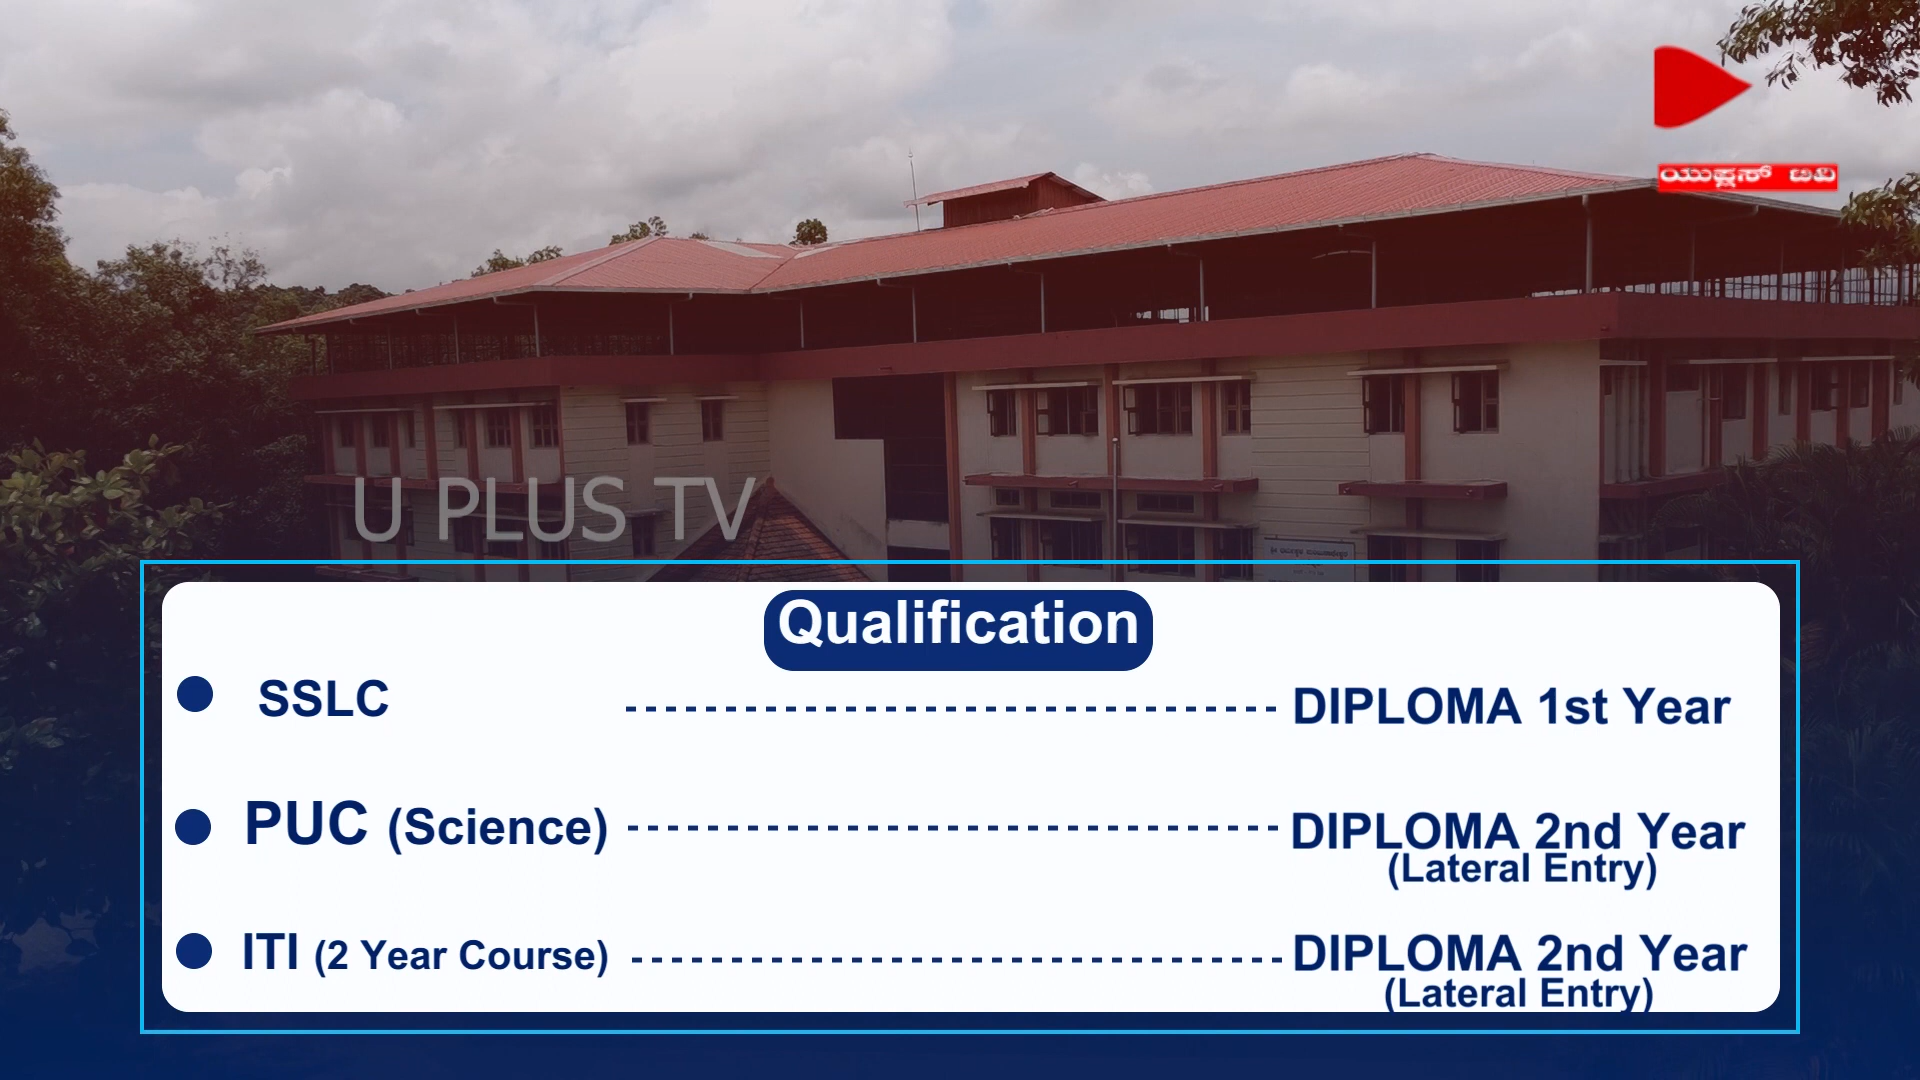 ಯುಪ್ಲಸ್ ಟಿವಿ
U PLUS TV
Qualification
SSLC DIPLOMA 1st Year
PUC (Science) DIPLOMA 2nd Year
(Lateral Entry)
ITI (2 Year Course) DIPLOMA 2nd Year
(Lateral Entry)